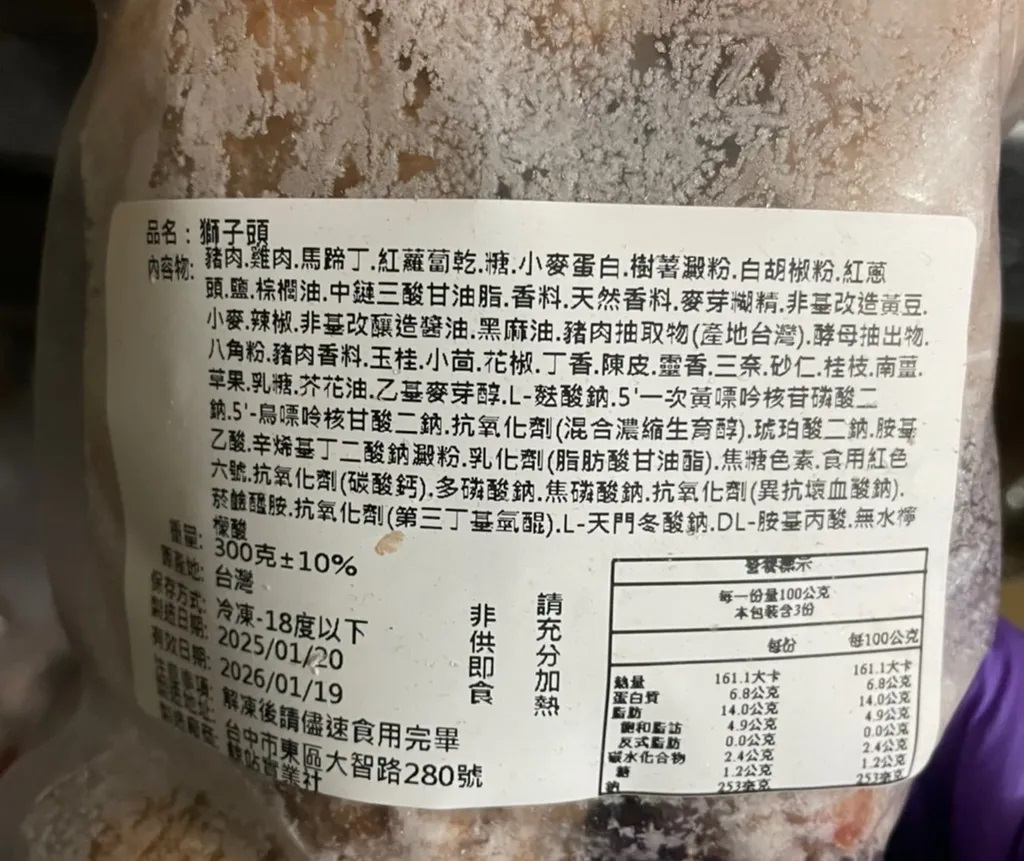 品名：獅子頭
內容物: 豬肉.雞肉.馬蹄丁.紅蘿蔔乾.糖.小麥蛋白.樹薯澱粉.白胡椒粉.紅蔥
頭.鹽.棕櫚油.中鏈三酸甘油脂.香料.天然香料.麥芽糊精.非基改造黃豆.
小麥.辣椒.非基改釀造醬油.黑麻油.豬肉抽取物(產地台灣).酵母抽出物.
八角粉.豬肉香料.玉桂.小茴.花椒.丁香.陳皮.靈香.三奈.砂仁.桂枝.南薑.
草果.乳糖.芥花油.乙基麥芽醇.L-麩酸鈉.5'-次黃嘌呤核苷磷酸二
鈉.5'-鳥嘌呤核甘酸二鈉.抗氧化劑(混合濃縮生育醇).琥珀酸二鈉.胺基
乙酸.辛烯基丁二酸鈉澱粉.乳化劑(脂肪酸甘油酯).焦糖色素.食用紅色
六號.抗氧化劑(碳酸鈣).多磷酸鈉.焦磷酸鈉.抗氧化劑(異抗壞血酸鈉).
菸鹼醯胺.抗氧化劑(第三丁基氫醌).L-天門冬酸鈉.DL-胺基丙酸.無水檸
檬酸
重量: 300克±10%
原產地: 台灣
保存方式: 冷凍-18度以下
製造日期: 2025/01/20
有效日期: 2026/01/19
注意事項: 解凍後請儘速食用完畢
製造地址: 台中市東區大智路280號
製造廠商: 實業社
非供即食
請充分加熱
營養標示
每一份量100公克
本包裝含3份
每份 每100公克
熱量 161.1大卡 161.1大卡
蛋白質 6.8公克 6.8公克
脂肪 14.0公克 14.0公克
飽和脂肪 4.9公克 4.9公克
反式脂肪 0.0公克 0.0公克
碳水化合物 2.4公克 2.4公克
糖 1.2公克 1.2公克
鈉 253毫克 253毫克